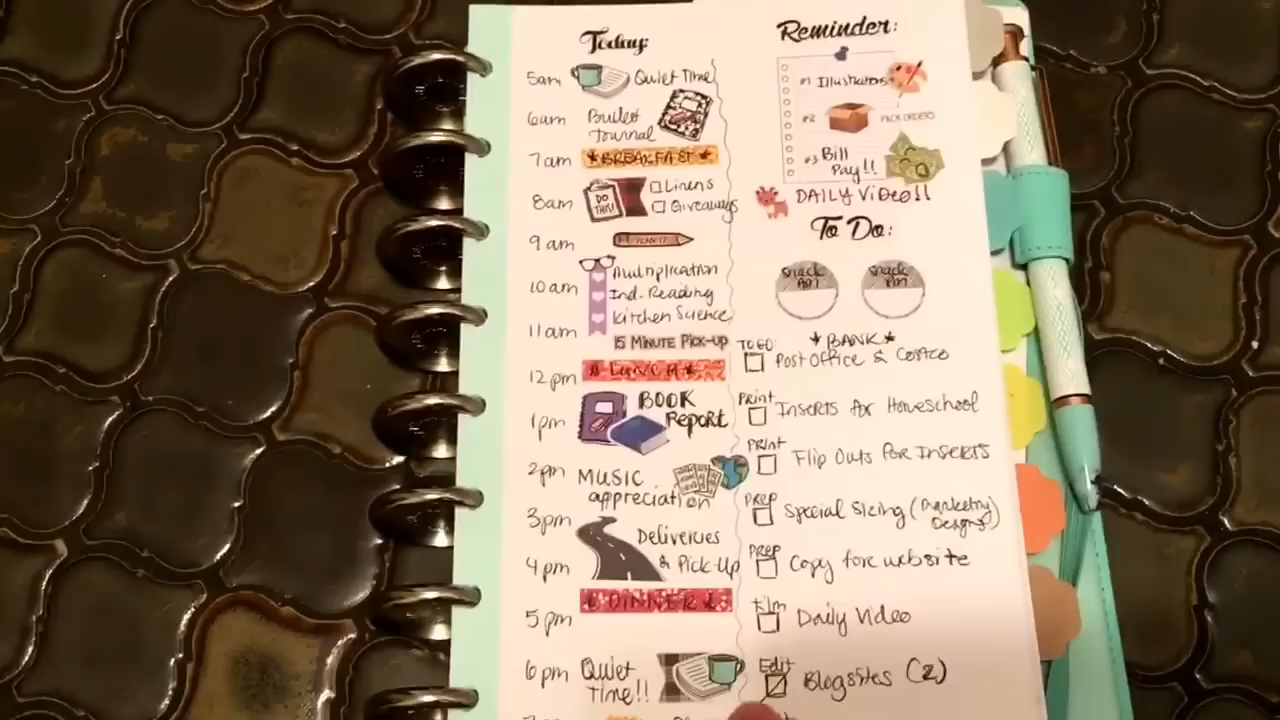 Today:
5am Quiet Time
6am Bullet
Journal
7am *BREAKFAST*
8am DO THIS! Linens
Giveaways
9am PLAN IT
10am Multiplication
Ind. Reading
Kitchen Science
11am
15 MINUTE PICK-UP
12pm LUNCH
1pm BOOK
Report
2pm MUSIC
appreciation
3pm Deliveries
4pm & Pick-Up
DINNER
5pm
6pm Quiet
Time!!
Reminder:
#1 Illustrations
#2 PACK ORDERS
#3 Bill
Pay!!
DAILY VIDEO!!
To Do:
Snack AM Snack PM
TO GO: *BANK*
Post Office & Costco
Print Inserts for Homeschool
Print Flip Outs for Inserts
PREP Special Sizing (Marketing
Designs)
PREP Copy for website
Film Daily Video
Edit Blogsites (2)